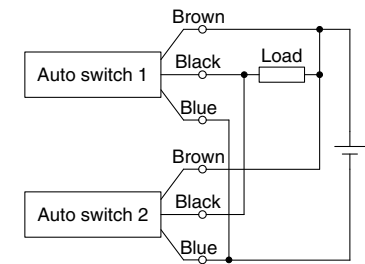 Brown
Auto switch 1
Black
Load
Blue
Brown
Auto switch 2
Black
Blue